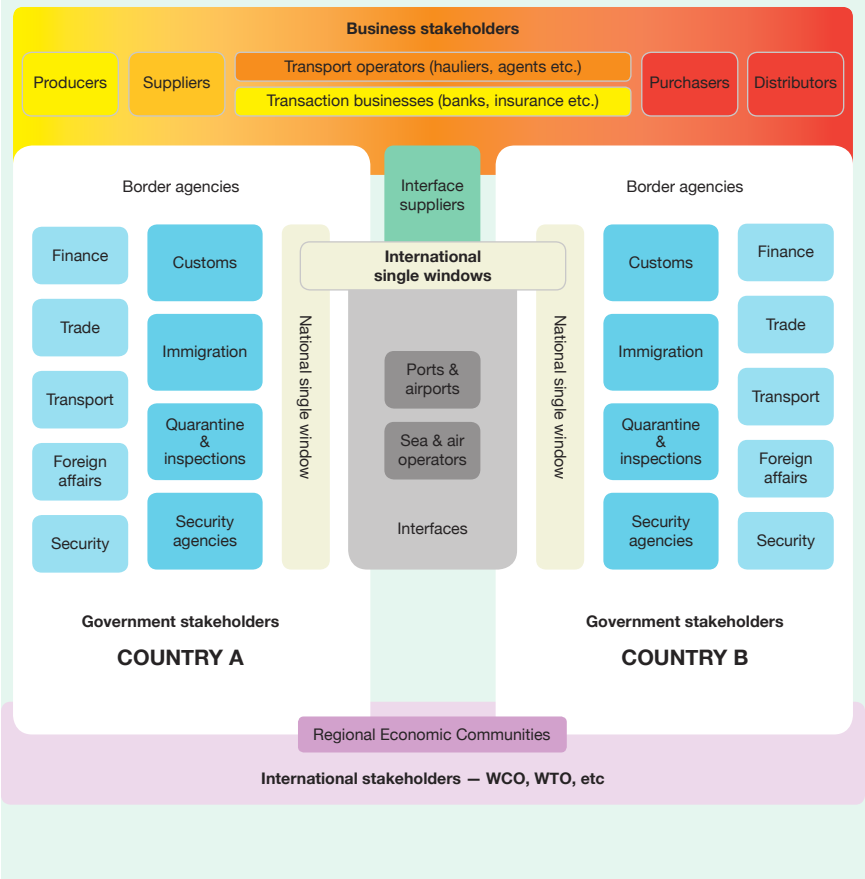 Business stakeholders
Producers
Suppliers
Transport operators (hauliers, agents etc.)
Transaction businesses (banks, insurance etc.)
Purchasers
Distributors
Border agencies
Finance
Trade
Transport
Foreign
affairs
Security
Customs
Immigration
Quarantine
&
inspections
Security
agencies
National single window
Government stakeholders
COUNTRY A
Interface
suppliers
International
single windows
Ports &
airports
Sea & air
operators
Interfaces
Border agencies
National single window
Customs
Immigration
Quarantine
&
inspections
Security
agencies
Finance
Trade
Transport
Foreign
affairs
Security
Government stakeholders
COUNTRY B
Regional Economic Communities
International stakeholders — WCO, WTO, etc